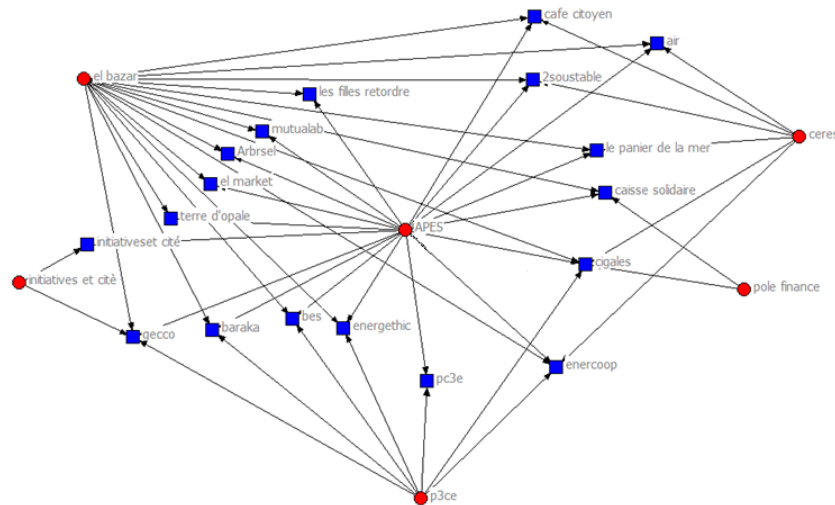 cafe citoyen
air
el bazar
2soustable
les filles retordre
mutualab
ceres
Arbrsel
le panier de la mer
el market
caisse solidaire
terre d'opale
APES
initiativeset cité
cigales
initiatives et citè
pole finance
bes
baraka
energethic
gecco
enercoop
pc3e
p3ce